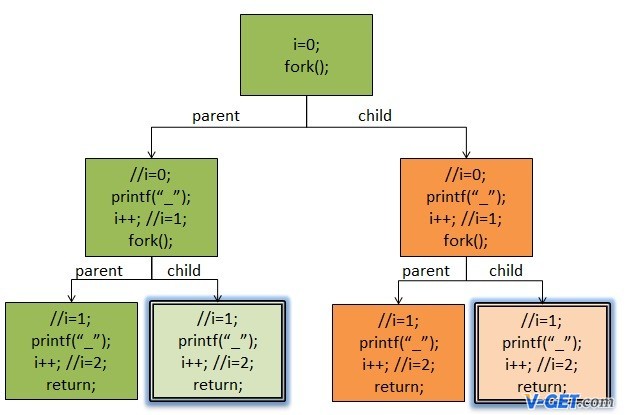 i=0;
fork();
parent
child
//i=0;
printf(“_”);
i++; //i=1;
fork();
//i=0;
printf(“_”);
i++; //i=1;
fork();
parent
child
parent
child
//i=1;
printf(“_”);
i++; //i=2;
return;
//i=1;
printf(“_”);
i++; //i=2;
return;
//i=1;
printf(“_”);
i++; //i=2;
return;
//i=1;
printf(“_”);
i++; //i=2;
return;
V-GET.com